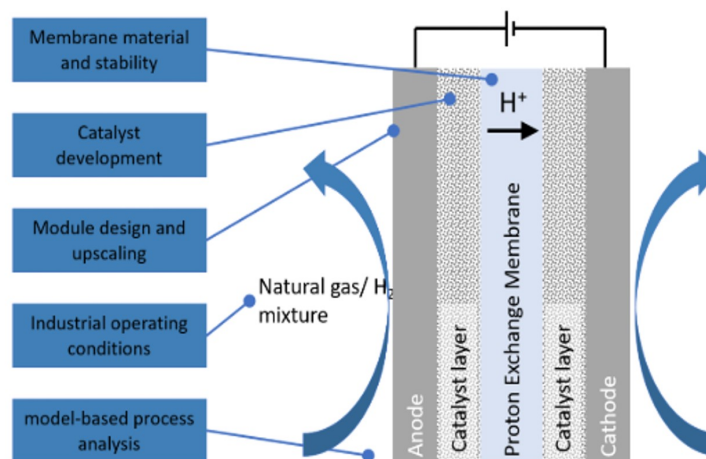 Membrane material
and stability
Catalyst
development
Module design and
upscaling
Industrial operating
conditions
model-based process
analysis
Natural gas/ H2
mixture
H+
Anode
Catalyst layer
Proton Exchange Membrane
Catalyst layer
Cathode